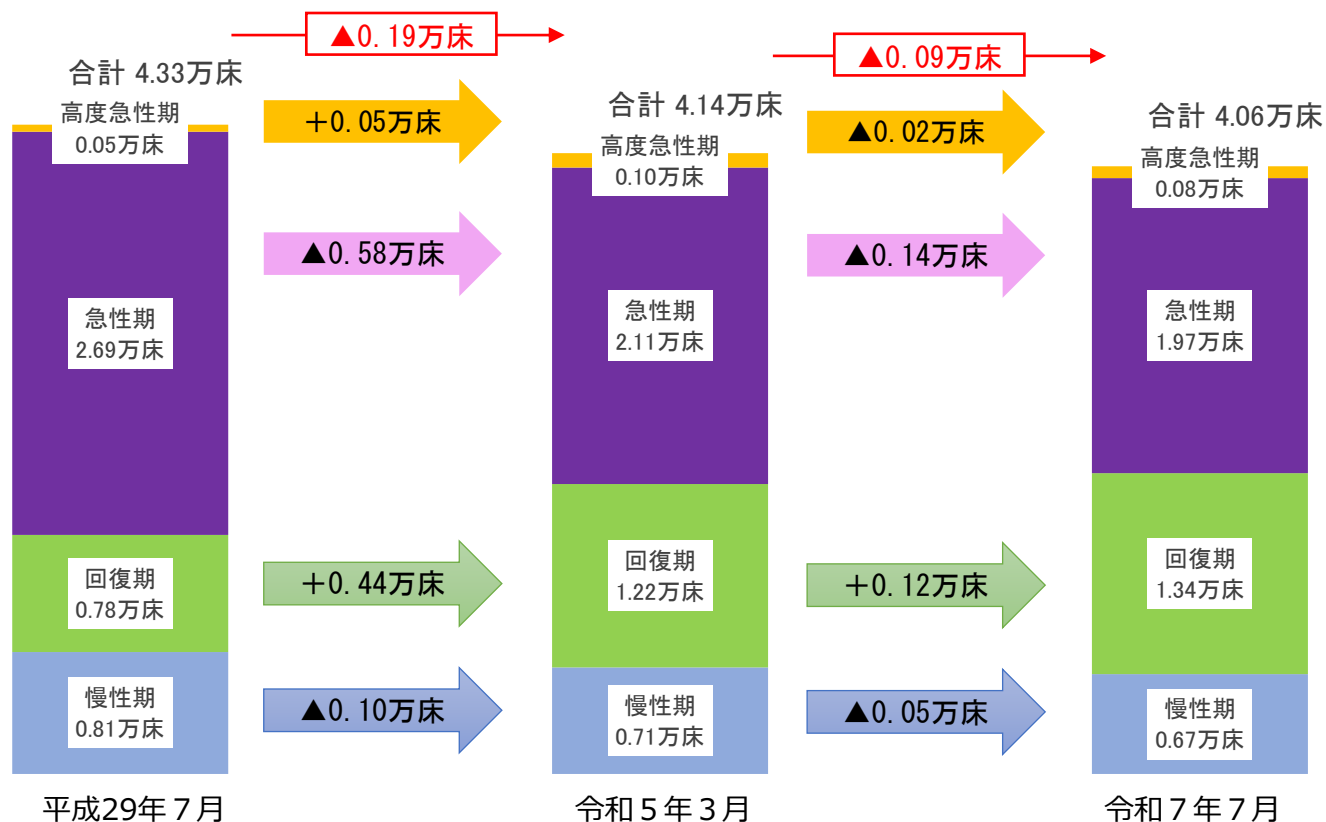 ▲0.19万床
▲0.09万床
合計 4.33万床
高度急性期
0.05万床
急性期
2.69万床
回復期
0.78万床
慢性期
0.81万床
平成29年７月
＋0.05万床
▲0.58万床
＋0.44万床
▲0.10万床
合計 4.14万床
高度急性期
0.10万床
急性期
2.11万床
回復期
1.22万床
慢性期
0.71万床
令和５年３月
▲0.02万床
▲0.14万床
＋0.12万床
▲0.05万床
合計 4.06万床
高度急性期
0.08万床
急性期
1.97万床
回復期
1.34万床
慢性期
0.67万床
令和７年７月